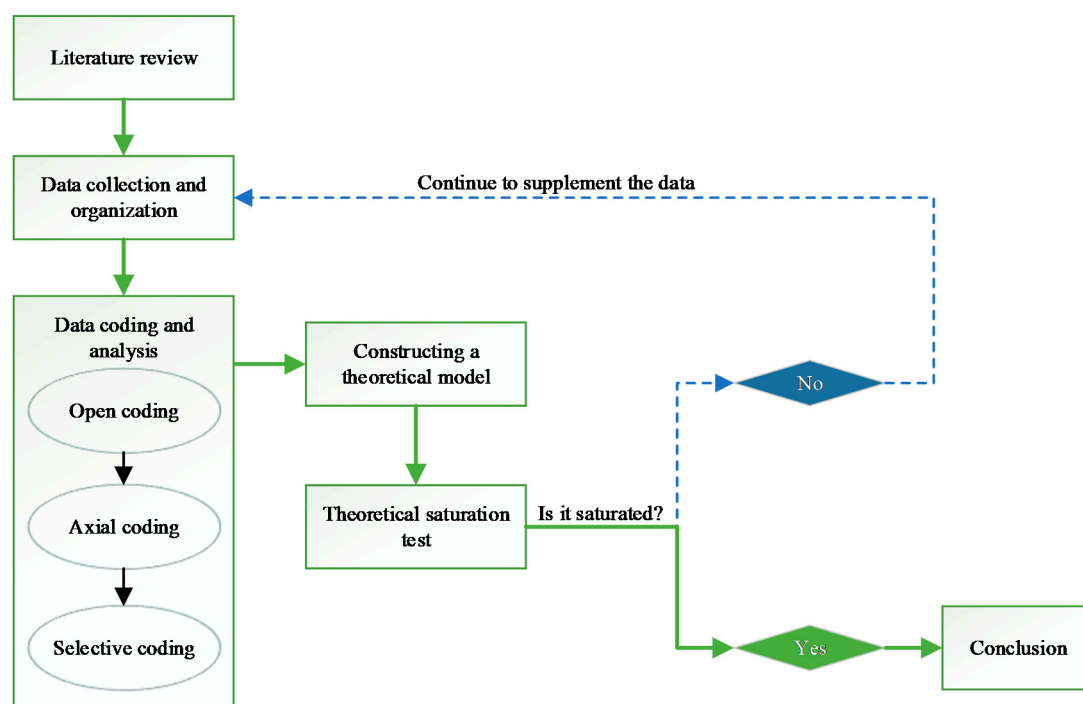 Literature review
Data collection and
organization
Continue to supplement the data
Data coding and
analysis
Open coding
Axial coding
Selective coding
Constructing a
theoretical model
Theoretical saturation
test
Is it saturated?
No
Yes
Conclusion